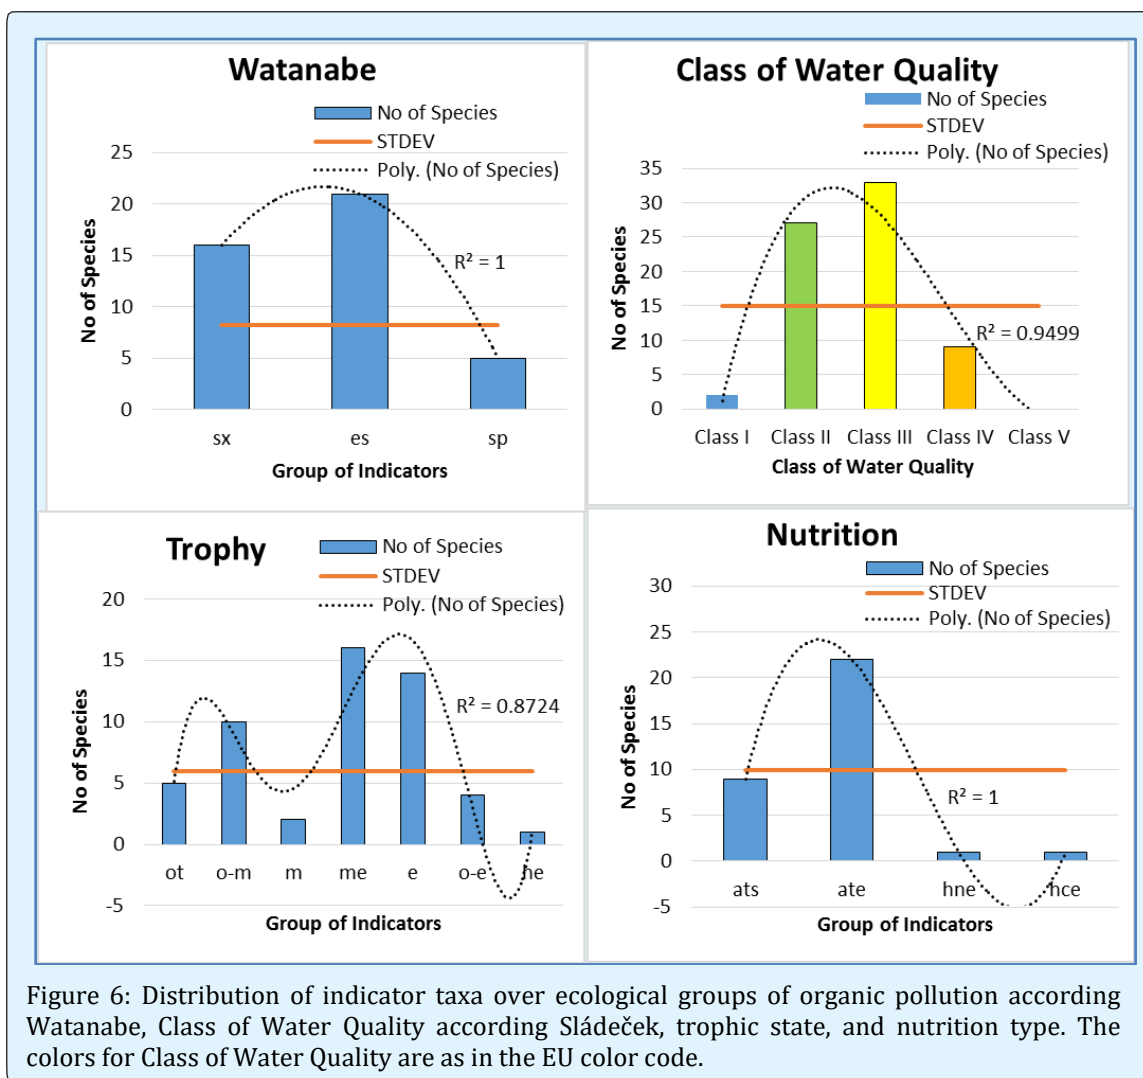 Watanabe
No of Species
STDEV
Poly. (No of Species)
25
20
15
10
5
0
No of Species
R² = 1
sx es sp
Group of Indicators
Class of Water Quality
No of Species
STDEV
Poly. (No of Species)
35
30
25
20
15
10
5
0
No of Species
R² = 0.9499
Class I Class II Class III Class IV Class V
Class of Water Quality
Trophy
No of Species
STDEV
Poly. (No of Species)
20
15
10
5
0
-5
No of Species
R² = 0.8724
ot o-m m me e o-e he
Group of Indicators
Nutrition
No of Species
STDEV
Poly. (No of Species)
30
25
20
15
10
5
0
-5
No of Species
R² = 1
ats ate hne hce
Group of Indicators
Figure 6: Distribution of indicator taxa over ecological groups of organic pollution according
Watanabe, Class of Water Quality according Sládeček, trophic state, and nutrition type. The
colors for Class of Water Quality are as in the EU color code.